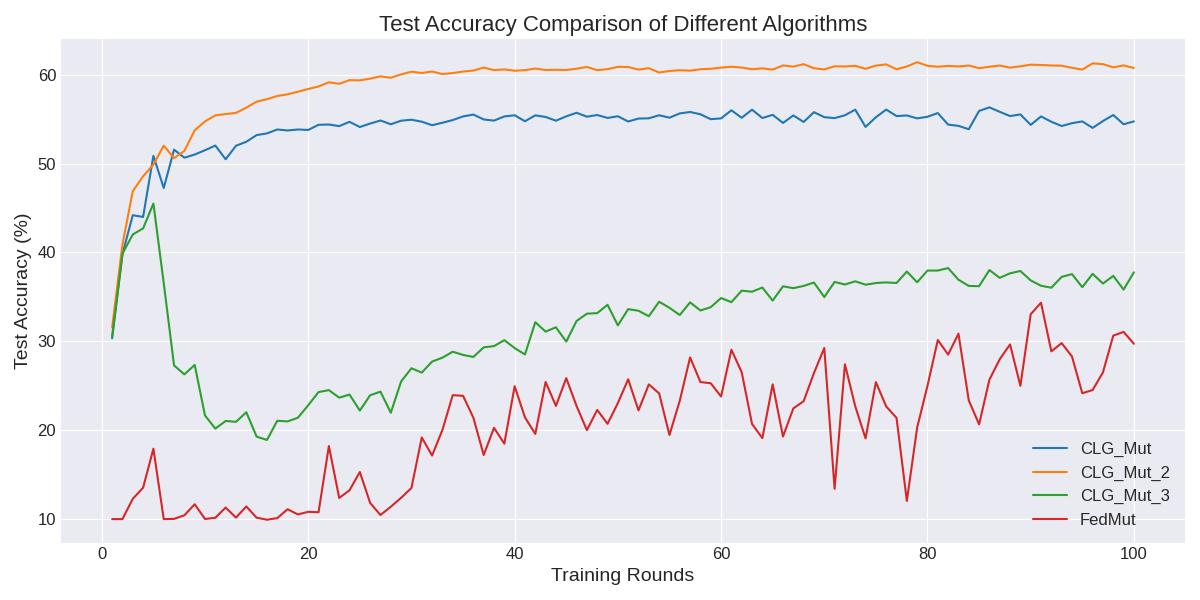 Test Accuracy Comparison of Different Algorithms
Test Accuracy (%)
60
50
40
30
20
10
0
20
40
60
80
100
Training Rounds
CLG_Mut
CLG_Mut_2
CLG_Mut_3
FedMut